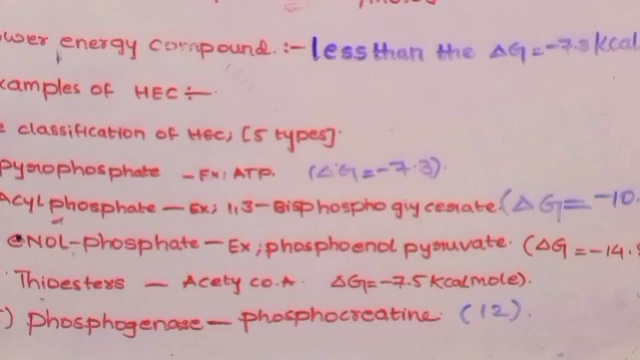 ower energy compound :- less than the ΔG=-7.3 Kcal
xamples of HEC :-
classification of HEC; [5 types].
pyrophosphate - Ex; ATP. (ΔG=-7.3).
Acyl phosphate - Ex; 1,3-Bisphospho glycerate (ΔG=-10.
eNOL-phosphate - Ex; phosphoenol pyruvate. (ΔG=-14.
Thioesters - Acety co.A. ΔG=-7.5 Kcalmole).
) phosphogenase - phosphocreatine. (12).